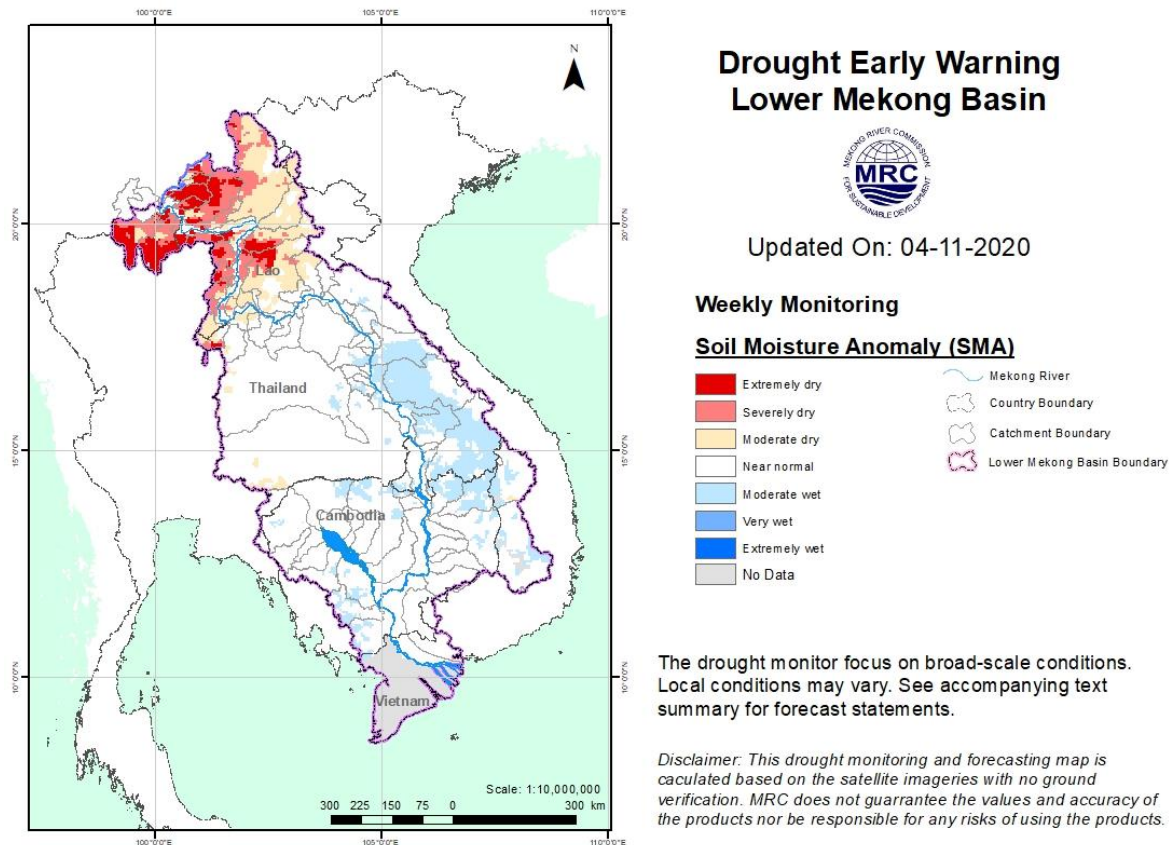 100°0'0"E
105°0'0"E
110°0'0"E
N
20°0'0"N
20°0'0"N
15°0'0"N
15°0'0"N
10°0'0"N
10°0'0"N
Lao
Thailand
Cambodia
Vietnam
Scale: 1:10,000,000
300 225 150 75 0 300 km
100°0'0"E
105°0'0"E
110°0'0"E
Drought Early Warning
Lower Mekong Basin
MEKONG RIVER COMMISSION
MRC
FOR SUSTAINABLE DEVELOPMENT
Updated On: 04-11-2020
Weekly Monitoring
Soil Moisture Anomaly (SMA)
Extremely dry
Severely dry
Moderate dry
Near normal
Moderate wet
Very wet
Extremely wet
No Data
Mekong River
Country Boundary
Catchment Boundary
Lower Mekong Basin Boundary
The drought monitor focus on broad-scale conditions.
Local conditions may vary. See accompanying text
summary for forecast statements.
Disclaimer: This drought monitoring and forecasting map is
caculated based on the satellite imageries with no ground
verification. MRC does not guarrantee the values and accuracy of
the products nor be responsible for any risks of using the products.